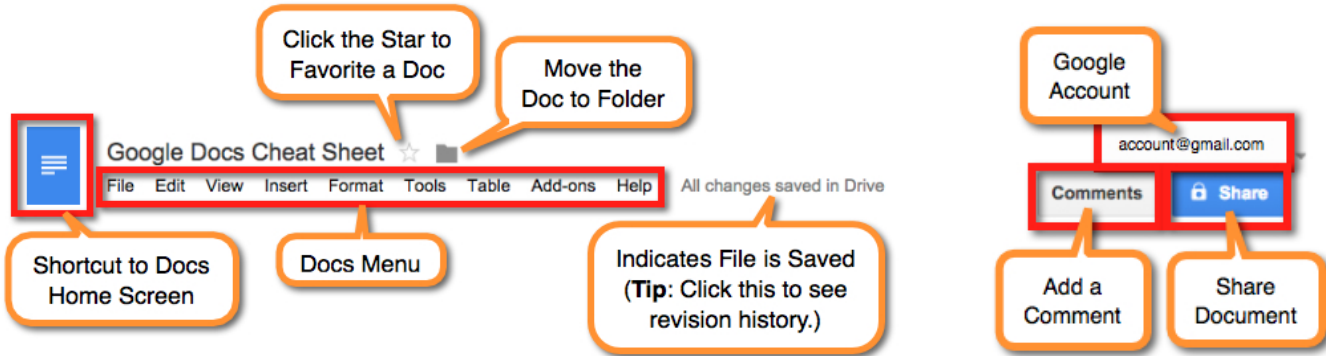 Click the Star to
Favorite a Doc
Move the
Doc to Folder
Google
Account
Google Docs Cheat Sheet
account@gmail.com
File Edit View Insert Format Tools Table Add-ons Help All changes saved in Drive
Comments Share
Shortcut to Docs
Home Screen
Docs Menu
Indicates File is Saved
(Tip: Click this to see
revision history.)
Add a
Comment
Share
Document